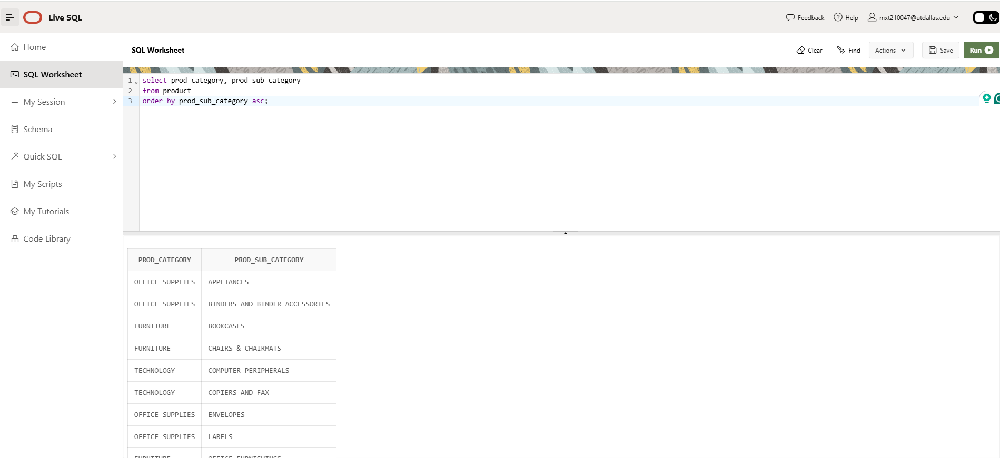 Live SQL
Feedback
Help
mxt210047@utdallas.edu
Home
SQL Worksheet
My Session
Schema
Quick SQL
My Scripts
My Tutorials
Code Library
SQL Worksheet
Clear
Find
Actions
Save
Run
1 select prod_category, prod_sub_category
2 from product
3 order by prod_sub_category asc;
PROD_CATEGORY PROD_SUB_CATEGORY
OFFICE SUPPLIES APPLIANCES
OFFICE SUPPLIES BINDERS AND BINDER ACCESSORIES
FURNITURE BOOKCASES
FURNITURE CHAIRS & CHAIRMATS
TECHNOLOGY COMPUTER PERIPHERALS
TECHNOLOGY COPIERS AND FAX
OFFICE SUPPLIES ENVELOPES
OFFICE SUPPLIES LABELS
FURNITURE OFFICE FURNISHINGS